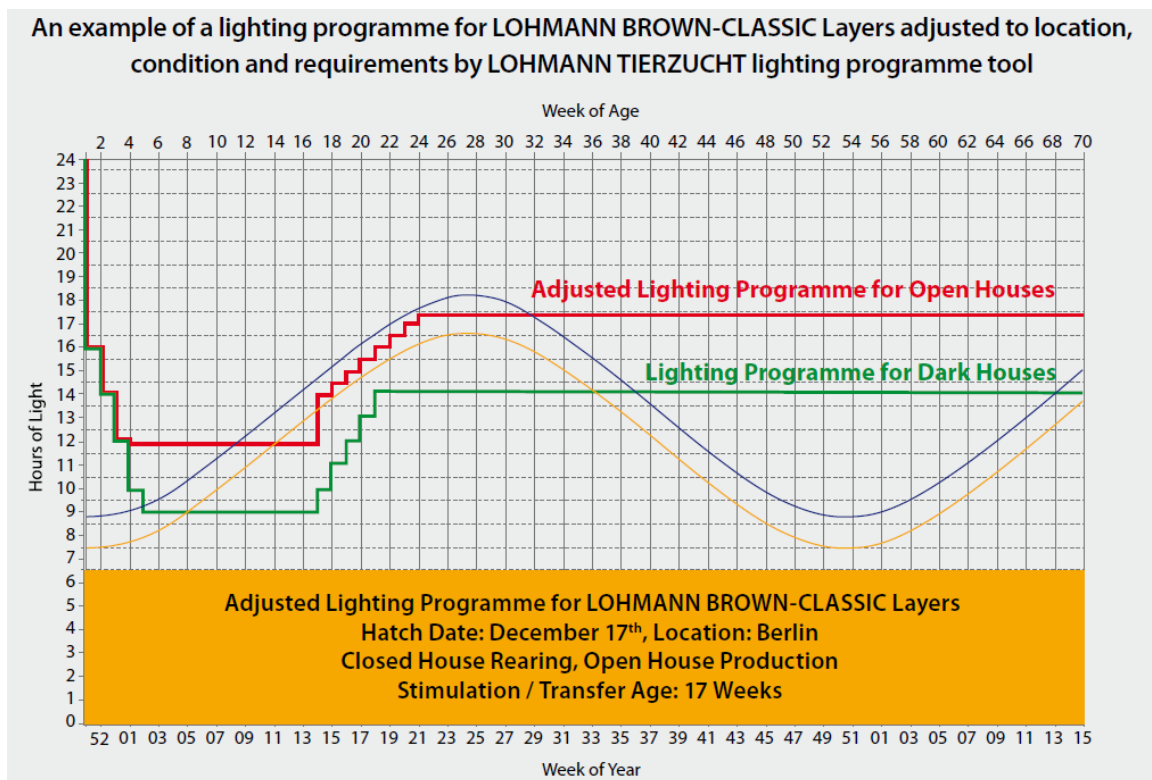 An example of a lighting programme for LOHMANN BROWN-CLASSIC Layers adjusted to location,
condition and requirements by LOHMANN TIERZUCHT lighting programme tool
Week of Age
2 4 6 8 10 12 14 16 18 20 22 24 26 28 30 32 34 36 38 40 42 44 46 48 50 52 54 56 58 60 62 64 66 68 70
24
23
22
21
20
19
18
17
16
15
14
13
12
11
10
9
8
7
6
5
4
3
2
1
0
Hours of Light
Adjusted Lighting Programme for Open Houses
Lighting Programme for Dark Houses
Adjusted Lighting Programme for LOHMANN BROWN-CLASSIC Layers
Hatch Date: December 17th, Location: Berlin
Closed House Rearing, Open House Production
Stimulation / Transfer Age: 17 Weeks
52 01 03 05 07 09 11 13 15 17 19 21 23 25 27 29 31 33 35 37 39 41 43 45 47 49 51 01 03 05 07 09 11 13 15
Week of Year